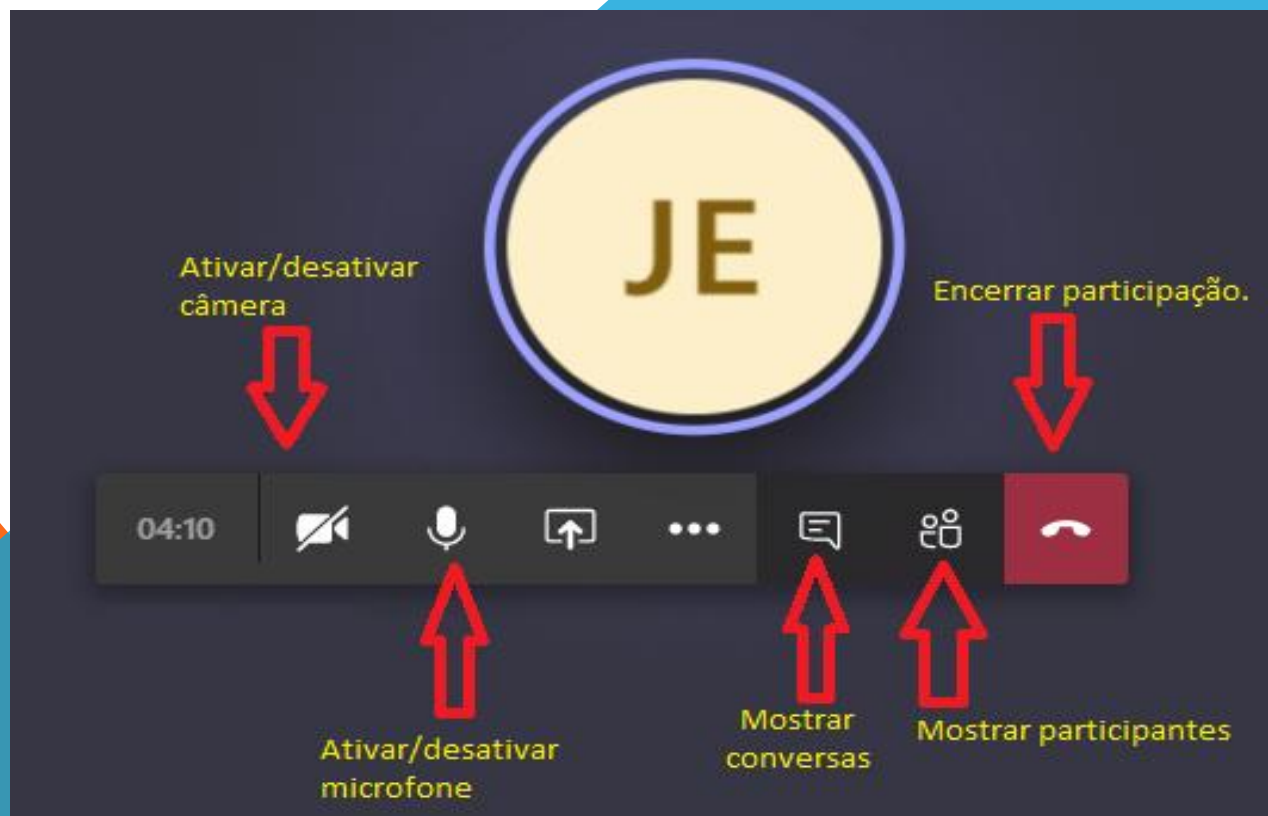 JE
Ativar/desativar
câmera
Encerrar participação.
04:10
Ativar/desativar
microfone
Mostrar
conversas
Mostrar participantes